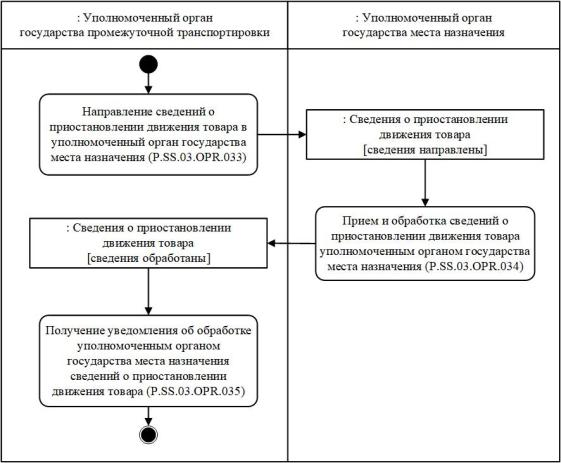 : Уполномоченный орган
государства промежуточной транспортировки
: Уполномоченный орган
государства места назначения
Направление сведений о
приостановлении движения товара в
уполномоченный орган государства
места назначения (P.SS.03.OPR.033)
: Сведения о приостановлении
движения товара
[сведения направлены]
Прием и обработка сведений о
приостановлении движения товара
уполномоченным органом государства
места назначения (P.SS.03.OPR.034)
: Сведения о приостановлении
движения товара
[сведения обработаны]
Получение уведомления об обработке
уполномоченным органом
государства места назначения
сведений о приостановлении
движения товара (P.SS.03.OPR.035)